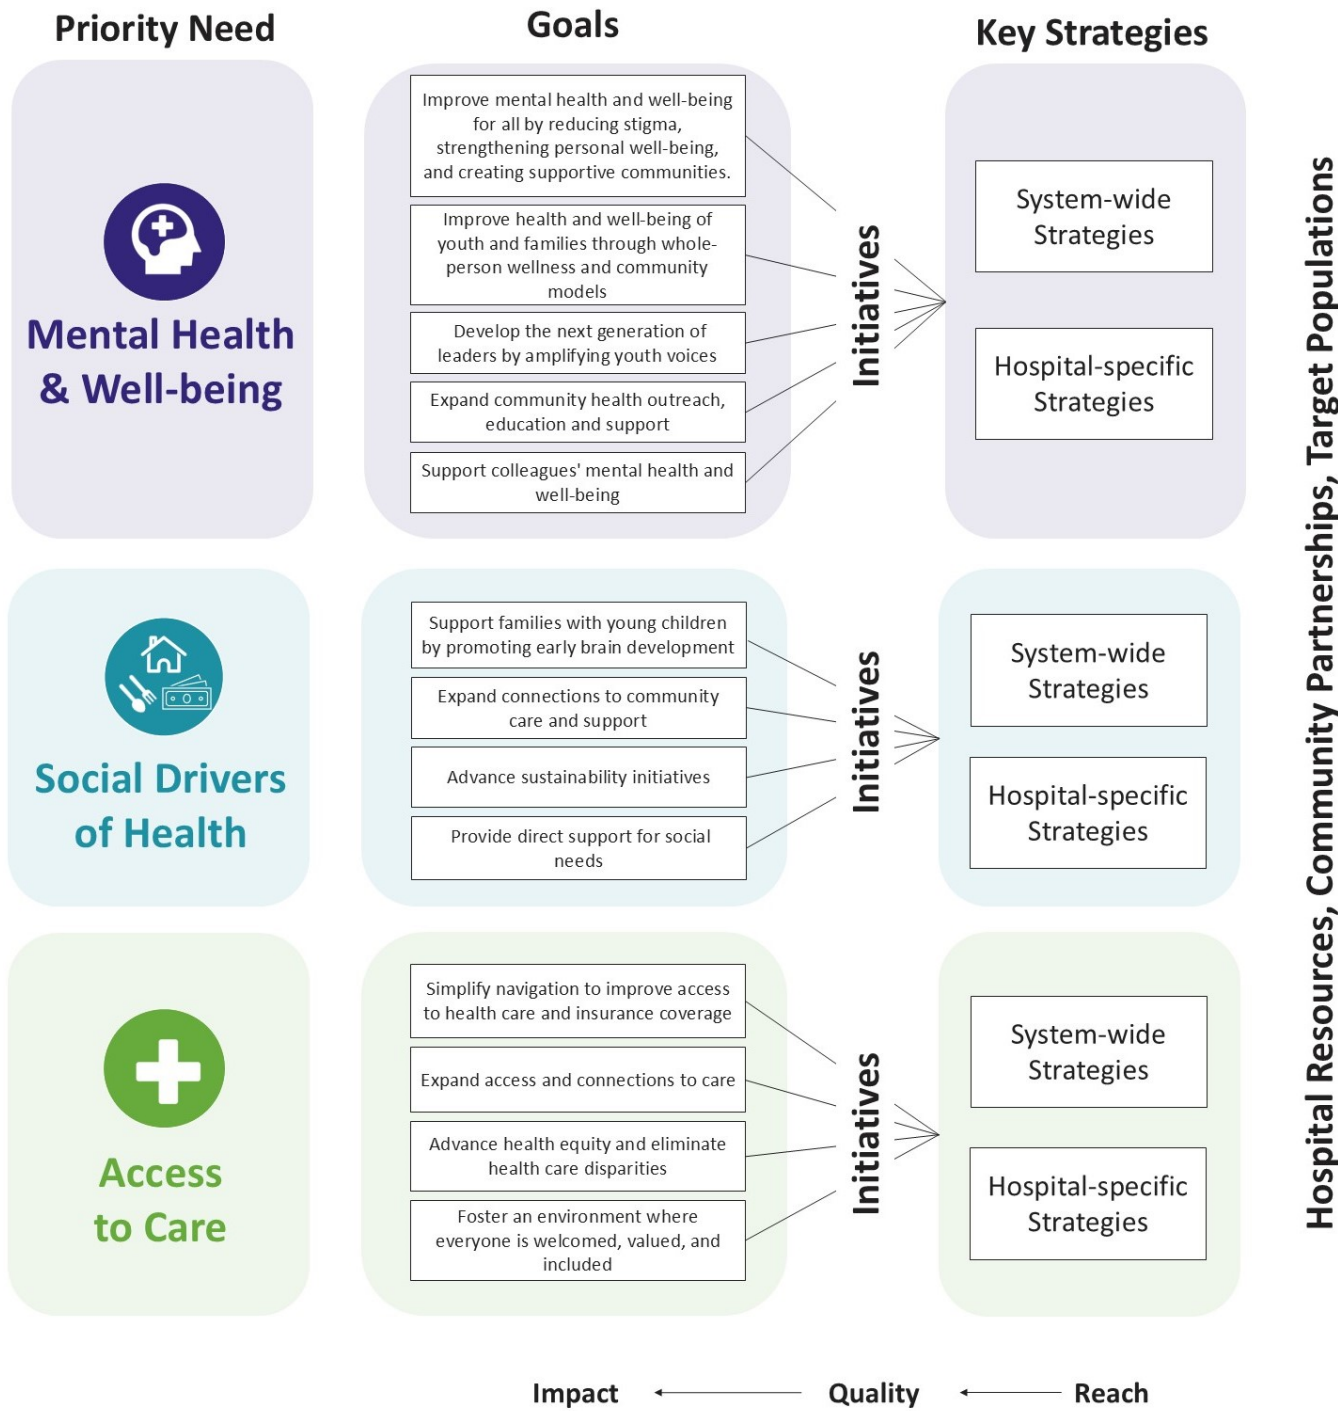 Priority Need
Goals
Key Strategies
Mental Health
& Well-being
Improve mental health and well-being
for all by reducing stigma,
strengthening personal well-being,
and creating supportive communities.
Improve health and well-being of
youth and families through whole-
person wellness and community
models
Develop the next generation of
leaders by amplifying youth voices
Expand community health outreach,
education and support
Support colleagues' mental health and
well-being
Initiatives
System-wide
Strategies
Hospital-specific
Strategies
Social Drivers
of Health
Support families with young children
by promoting early brain development
Expand connections to community
care and support
Advance sustainability initiatives
Provide direct support for social
needs
Initiatives
System-wide
Strategies
Hospital-specific
Strategies
Access
to Care
Simplify navigation to improve access
to health care and insurance coverage
Expand access and connections to care
Advance health equity and eliminate
health care disparities
Foster an environment where
everyone is welcomed, valued, and
included
Initiatives
System-wide
Strategies
Hospital-specific
Strategies
Hospital Resources, Community Partnerships, Target Populations
Impact
Quality
Reach